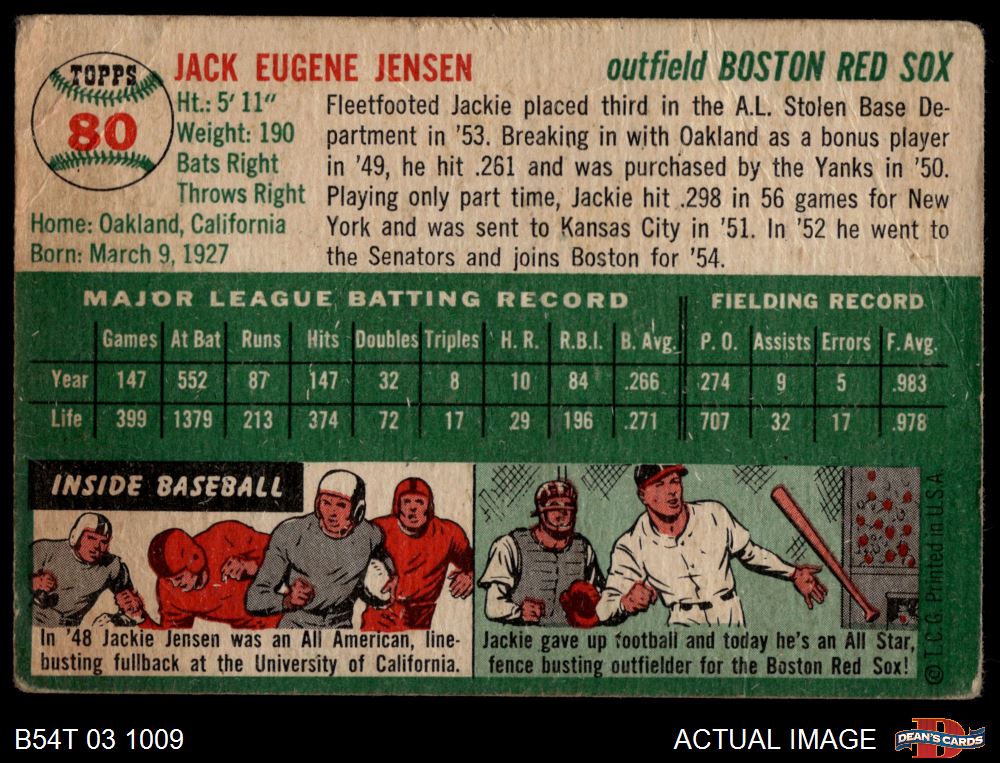 TOPPS
80
JACK EUGENE JENSEN
outfield BOSTON RED SOX
Ht.: 5' 11"
Weight: 190
Bats Right
Throws Right
Home: Oakland, California
Born: March 9, 1927
Fleetfooted Jackie placed third in the A.L. Stolen Base De-
partment in '53. Breaking in with Oakland as a bonus player
in '49, he hit .261 and was purchased by the Yanks in '50.
Playing only part time, Jackie hit .298 in 56 games for New
York and was sent to Kansas City in '51. In '52 he went to
the Senators and joins Boston for '54.
MAJOR LEAGUE BATTING RECORD FIELDING RECORD
Games At Bat Runs Hits Doubles Triples H. R. R.B.I. B. Avg. P. O. Assists Errors F. Avg.
Year 147 552 87 147 32 8 10 84 .266 274 9 5 .983
Life 399 1379 213 374 72 17 29 196 .271 707 32 17 .978
INSIDE BASEBALL
In '48 Jackie Jensen was an All American, line-
busting fullback at the University of California.
Jackie gave up football and today he's an All Star,
fence busting outfielder for the Boston Red Sox!
© T.C.G. Printed in U.S.A.
B54T 03 1009
ACTUAL IMAGE
DEAN'S CARDS